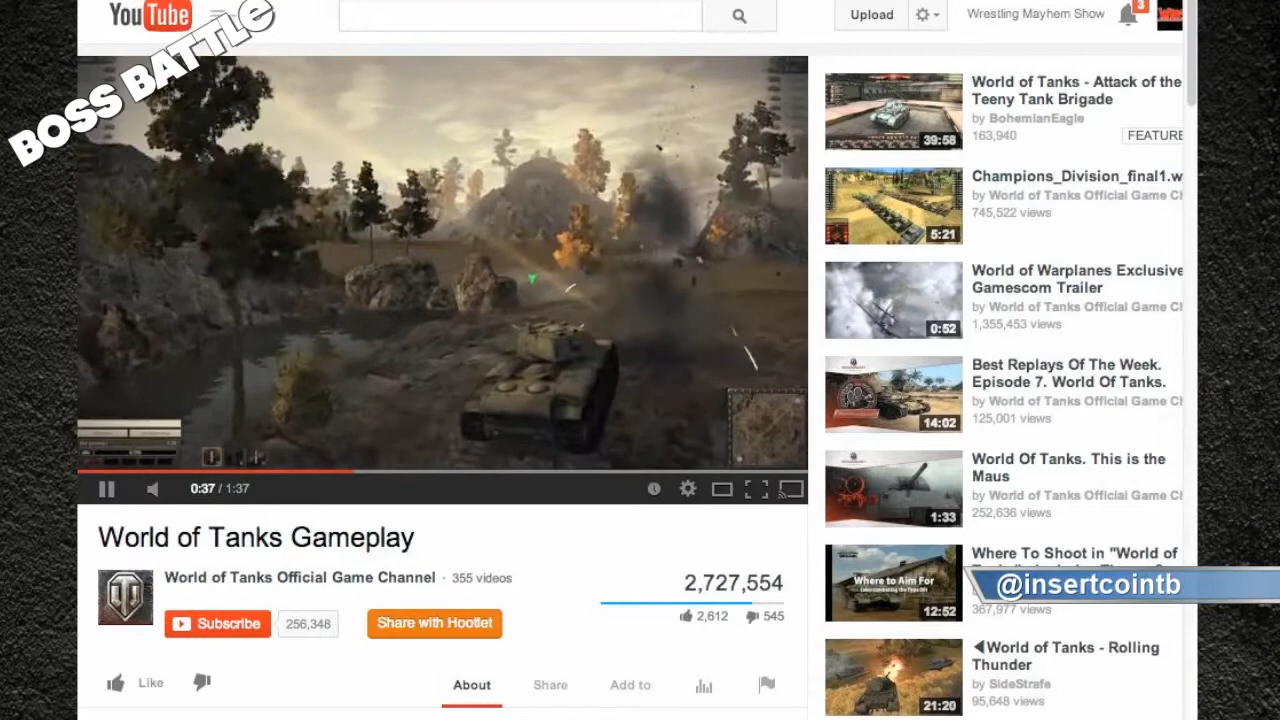 BOSS BATTLE
YouTube
Upload
Wrestling Mayhem Show
3
World of Tanks - Attack of the
Teeny Tank Brigade
by BohemianEagle
163,940
FEATURE
39:58
Champions_Division_final1.w
by World of Tanks Official Game Cl
745,522 views
5:21
World of Warplanes Exclusive
Gamescom Trailer
by World of Tanks Official Game Cl
1,355,453 views
0:52
Best Replays Of The Week.
Episode 7. World Of Tanks.
by World of Tanks Official Game Cl
125,001 views
14:02
World Of Tanks. This is the
Maus
by World of Tanks Official Game Cl
252,636 views
1:33
Where To Shoot in "World of
@insertcointb
367,977 views
Where to Aim For
12:52
◀World of Tanks - Rolling
Thunder
by SideStrafe
95,648 views
21:20
0:37 / 1:37
World of Tanks Gameplay
World of Tanks Official Game Channel · 355 videos
Subscribe 256,348
Share with Hootlet
2,727,554
2,612 545
Like
About Share Add to